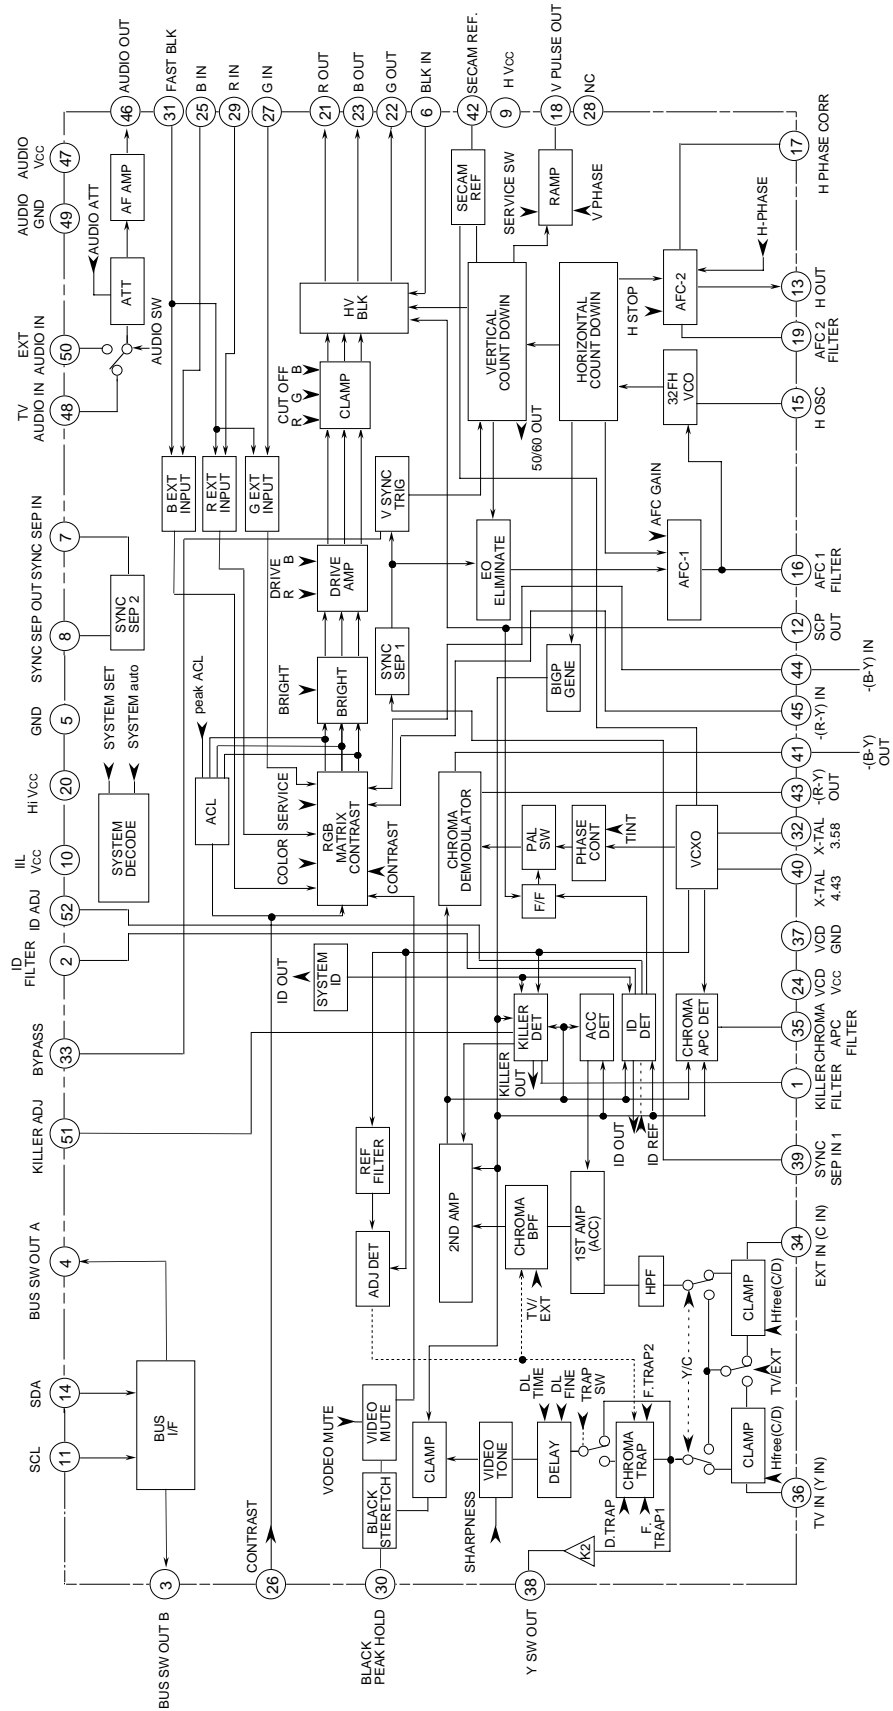 AUDIO OUT
46
FAST BLK
31
B IN
25
R IN
29
G IN
27
R OUT
21
B OUT
23
G OUT
22
BLK IN
6
SECAM REF.
42
H Vcc
9
V PULSE OUT
18
NC
28
AUDIO
Vcc
47
AUDIO
GND
49
EXT
AUDIO IN
50
TV
AUDIO IN
48
SYNC SEP IN
7
SYNC SEP OUT
8
GND
5
Hi Vcc
20
IIL
Vcc
10
ID ADJ
52
ID
FILTER
2
BYPASS
33
KILLER ADJ
51
BUS SW OUT A
4
SDA
14
SCL
11
BUS SW OUT B
3
CONTRAST
26
BLACK
PEAK HOLD
30
Y SW OUT
38
AF AMP
AUDIO ATT
ATT
AUDIO SW
B EXT
INPUT
R EXT
INPUT
G EXT
INPUT
HV
BLK
CUT OFF
R G B
CLAMP
SECAM
REF
SERVICE SW
RAMP
V PHASE
VERTICAL
COUNT DOWIN
50/60 OUT
HORIZONTAL
COUNT DOWIN
H STOP
AFC-2
H-PHASE
32FH
VCO
V SYNC
TRIG
EO
ELIMINATE
AFC GAIN
AFC-1
DRIVE
R B
DRIVE
AMP
SYNC
SEP 1
SYNC
SEP 2
BRIGHT
BRIGHT
BIGP
GENE
SYSTEM SET
SYSTEM auto
SYSTEM
DECODE
peak ACL
ACL
COLOR
SERVICE
RGB
MATRIX
CONTRAST
CONTRAST
CHROMA
DEMODULATOR
PAL
SW
F/F
PHASE
CONT
TINT
VCXO
ID OUT
SYSTEM
ID
KILLER
DET
KILLER
OUT
ACC
DET
ID
DET
ID OUT
ID REF
CHROMA
APC DET
REF
FILTER
ADJ DET
2ND AMP
CHROMA
BPF
TV/
EXT
1ST AMP
(ACC)
HPF
BUS
I/F
VODEO MUTE
VIDEO
MUTE
BLACK
STERETCH
CLAMP
VIDEO
TONE
SHARPNESS
DL
TIME
DL
FINE
DELAY
TRAP
SW
CHROMA
TRAP
F.TRAP2
D.TRAP
F.
TRAP1
K2
Y/C
CLAMP
Hfree(C/D)
TV/EXT
CLAMP
Hfree(C/D)
TV IN (Y IN)
36
EXT IN (C IN)
34
SYNC
SEP IN 1
39
KILLER
FILTER
1
CHROMA
APC
FILTER
35
VCD
Vcc
24
VCD
GND
37
X-TAL
4.43
40
X-TAL
3.58
32
-(R-Y)
OUT
43
-(B-Y)
OUT
41
-(R-Y) IN
45
-(B-Y) IN
44
SCP
OUT
12
AFC 1
FILTER
16
H OSC
15
AFC 2
FILTER
19
H OUT
13
H PHASE CORR
17